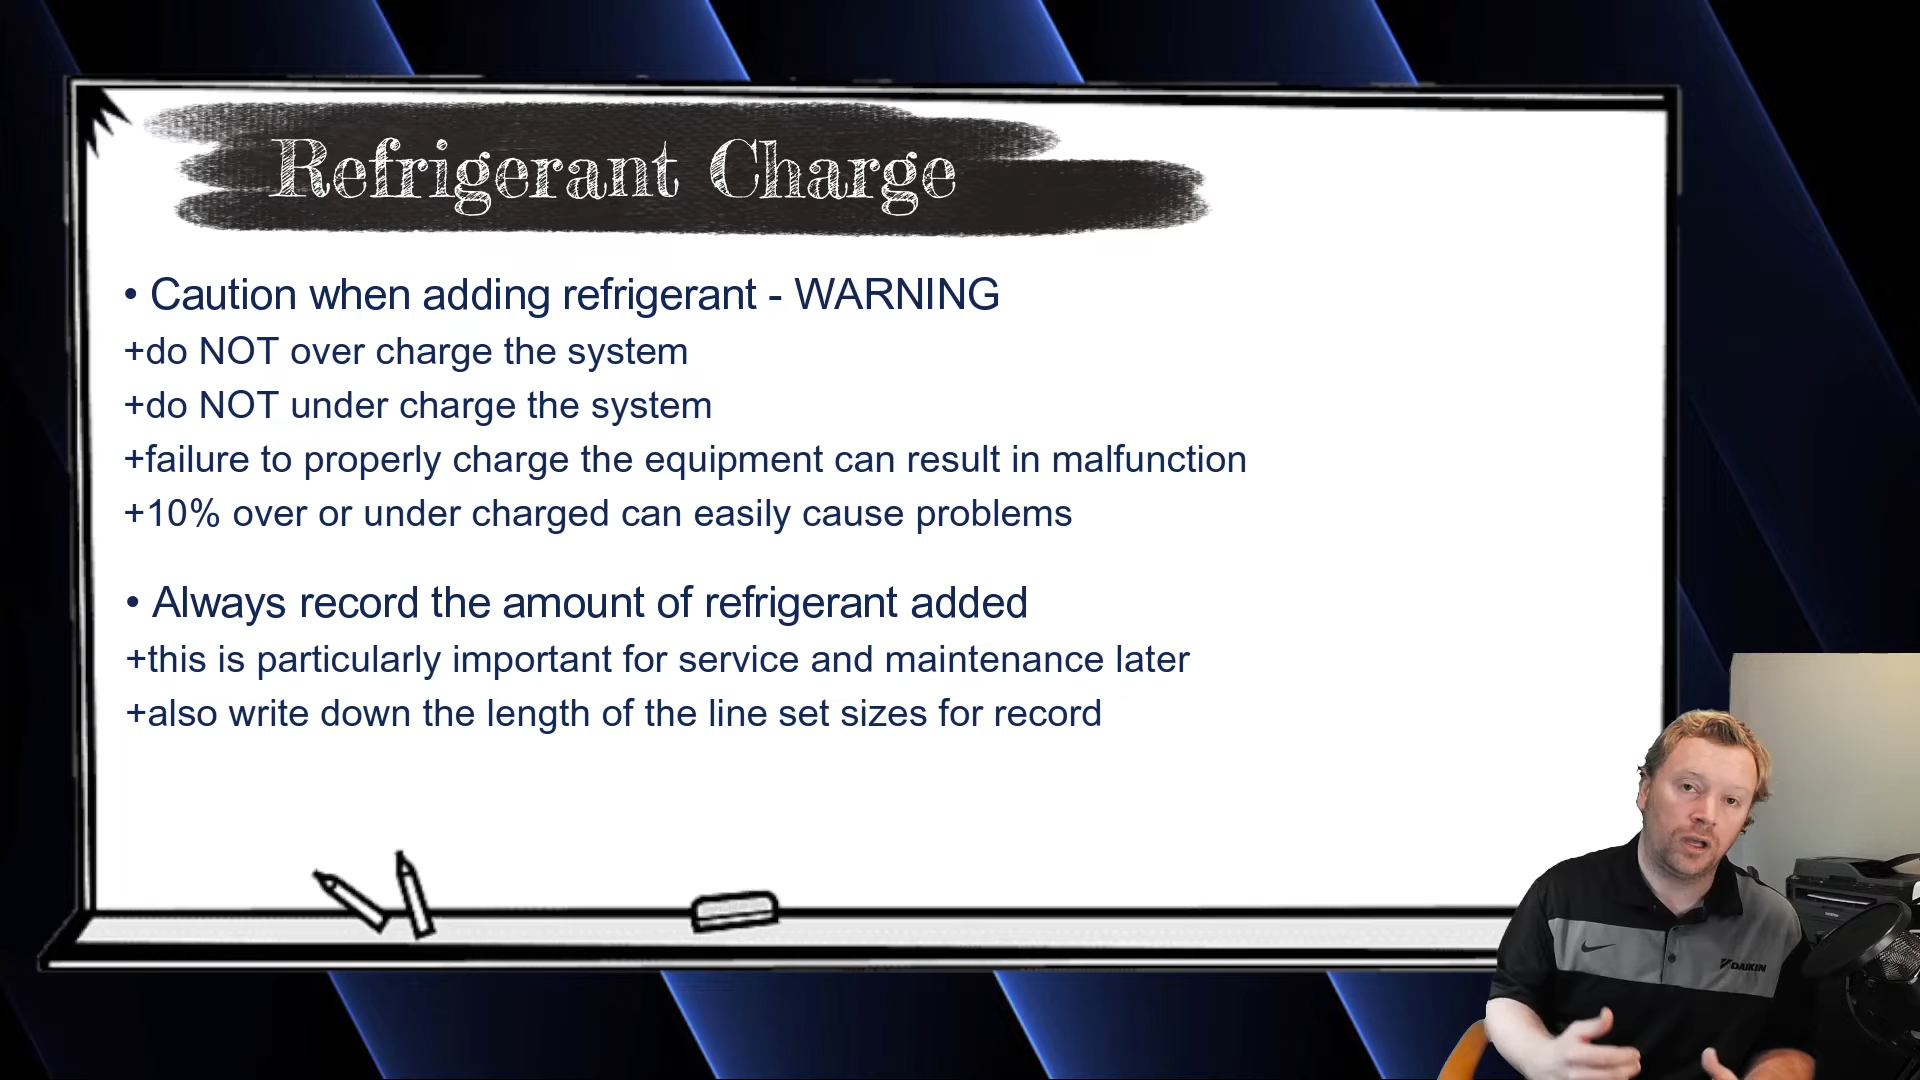 Refrigerant Charge
• Caution when adding refrigerant - WARNING
+do NOT over charge the system
+do NOT under charge the system
+failure to properly charge the equipment can result in malfunction
+10% over or under charged can easily cause problems
• Always record the amount of refrigerant added
+this is particularly important for service and maintenance later
+also write down the length of the line set sizes for record
DAIKIN